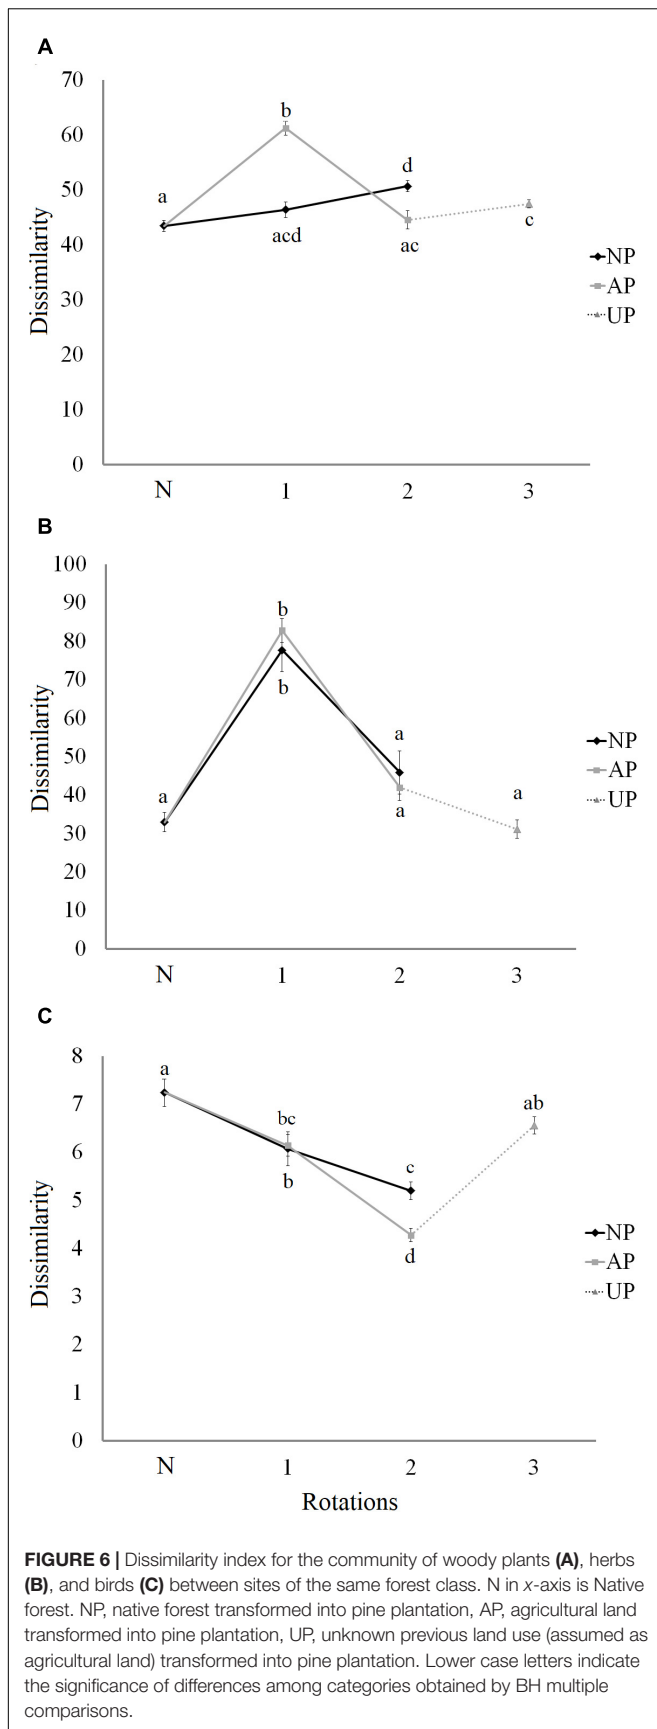 A
70
60
50
40
30
20
10
0
Dissimilarity
a
b
acd
d
ac
c
N 1 2 3
NP
AP
UP
B
100
90
80
70
60
50
40
30
20
10
0
Dissimilarity
a
b
b
a
a
a
N 1 2 3
NP
AP
UP
C
8
7
6
5
4
3
2
1
0
Dissimilarity
a
bc
b
c
d
ab
N 1 2 3
Rotations
NP
AP
UP
FIGURE 6 | Dissimilarity index for the community of woody plants (A), herbs
(B), and birds (C) between sites of the same forest class. N in x-axis is Native
forest. NP, native forest transformed into pine plantation, AP, agricultural land
transformed into pine plantation, UP, unknown previous land use (assumed as
agricultural land) transformed into pine plantation. Lower case letters indicate
the significance of differences among categories obtained by BH multiple
comparisons.